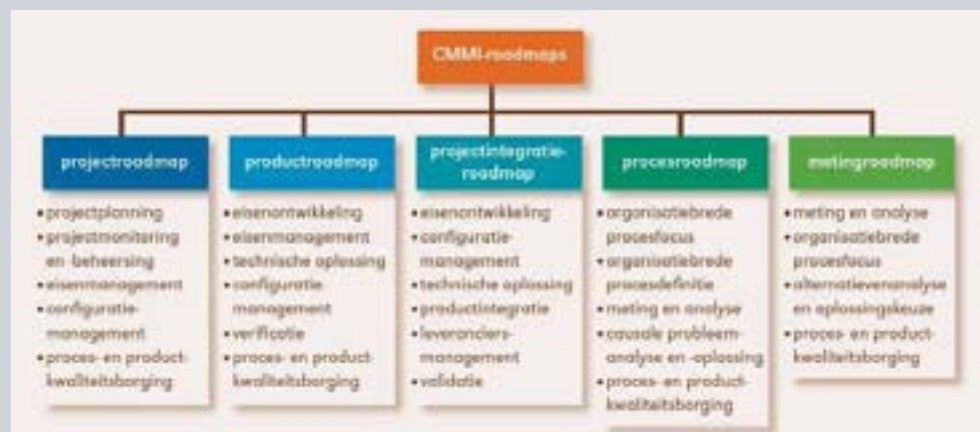 CMMI-roadmaps
projectroadmap
• projectplanning
• projectmonitoring
en -beheersing
• eisenmanagement
• configuratie-
management
• proces- en product-
kwaliteitsborging
productroadmap
• eisenontwikkeling
• eisenmanagement
• technische oplossing
• configuratie
management
• verificatie
• proces- en product-
kwaliteitsborging
projectintegratie-
roadmap
• eisenontwikkeling
• configuratie-
management
• technische oplossing
• productintegratie
• leveranciers-
management
• validatie
procesroadmap
• organisatiebrede
procesfocus
• organisatiebrede
procesdefinitie
• meting en analyse
• causale probleem-
analyse en -oplossing
• proces- en product-
kwaliteitsborging
metingroadmap
• meting en analyse
• organisatiebrede
procesfocus
• alternatievenanalyse
en oplossingskeuze
• proces- en product-
kwaliteitsborging